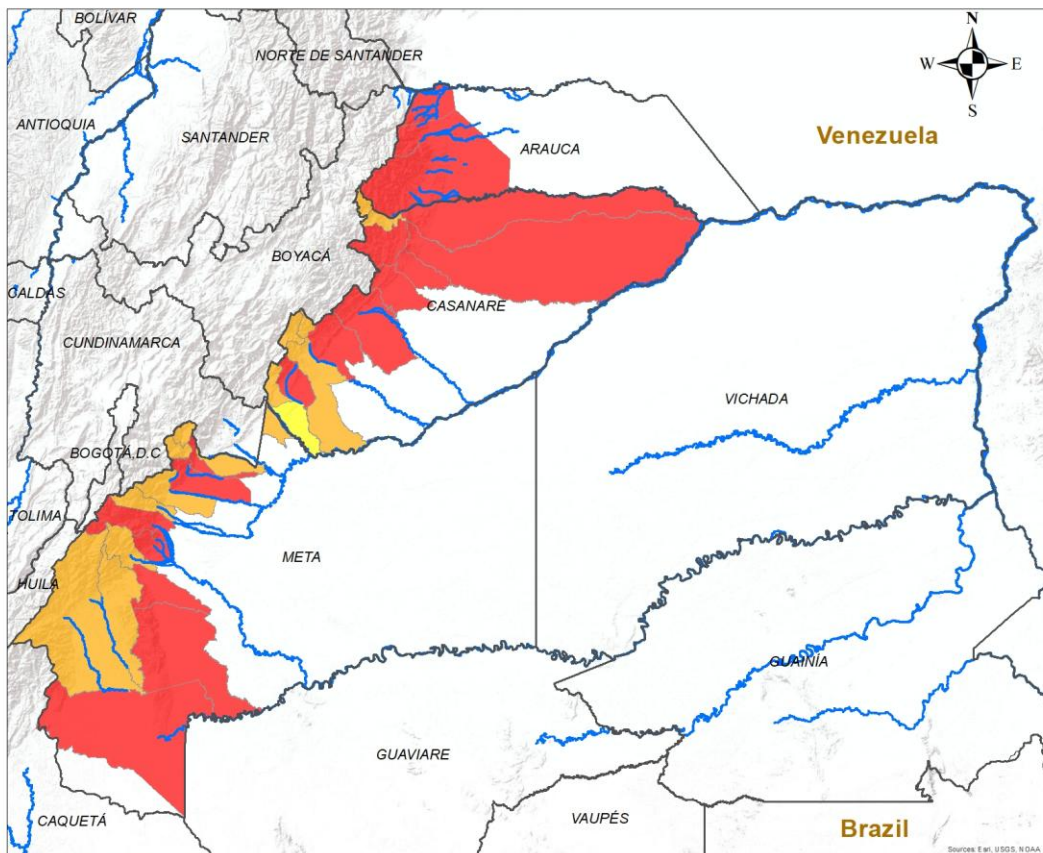 BOLÍVAR
NORTE DE SANTANDER
N
W E
S
ANTIOQUIA
SANTANDER
ARAUCA
Venezuela
BOYACÁ
CALDAS
CASANARE
CUNDINAMARCA
VICHADA
BOGOTÁ,D.C
TOLIMA
META
HUILA
GUAINÍA
GUAVIARE
CAQUETÁ
VAUPÉS
Brazil
Sources: Esri, USGS, NOAA